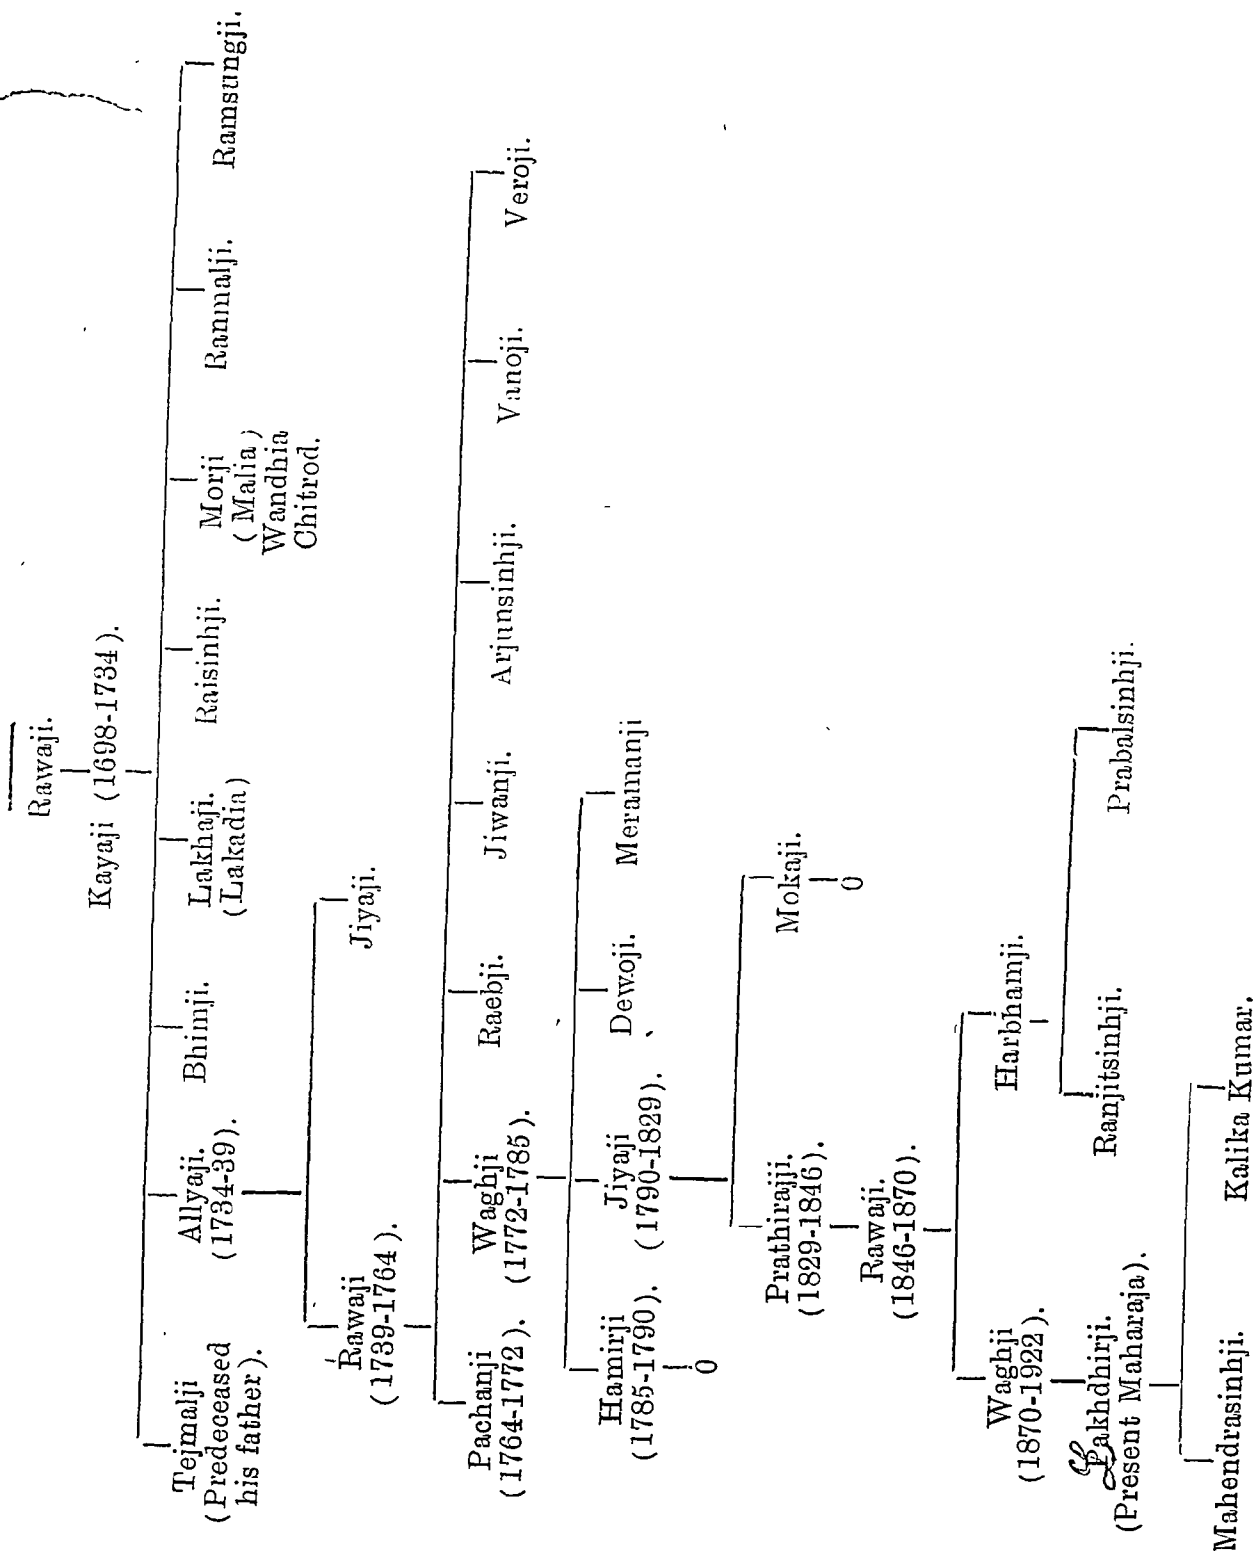 Rawaji.
Kayaji (1698-1734).
Tejmalji
(Predeceased
his father).
Allyaji.
(1734-39).
Bhimji.
Lakhaji.
(Lakadia)
Raisinhji.
Morji
(Malia)
Wandhia
Chitrod.
Ranmalji.
Ramsungji.
Rawaji
(1739-1764).
Jiyaji.
Pachanji
(1764-1772).
Waghji
(1772-1785).
Raebji.
Jiwanji.
Arjunsinhji.
Vanoji.
Veroji.
Hamirji
(1785-1790).
0
Jiyaji
(1790-1829).
Dewoji.
Meramanji
Prathirajji.
(1829-1846).
Mokaji.
0
Rawaji.
(1846-1870).
Waghji
(1870-1922).
Harbhamji.
Lakhdhirji.
(Present Maharaja).
Ranjitsinhji.
Prabalsinhji.
Mahendrasinhji.
Kalika Kumar.